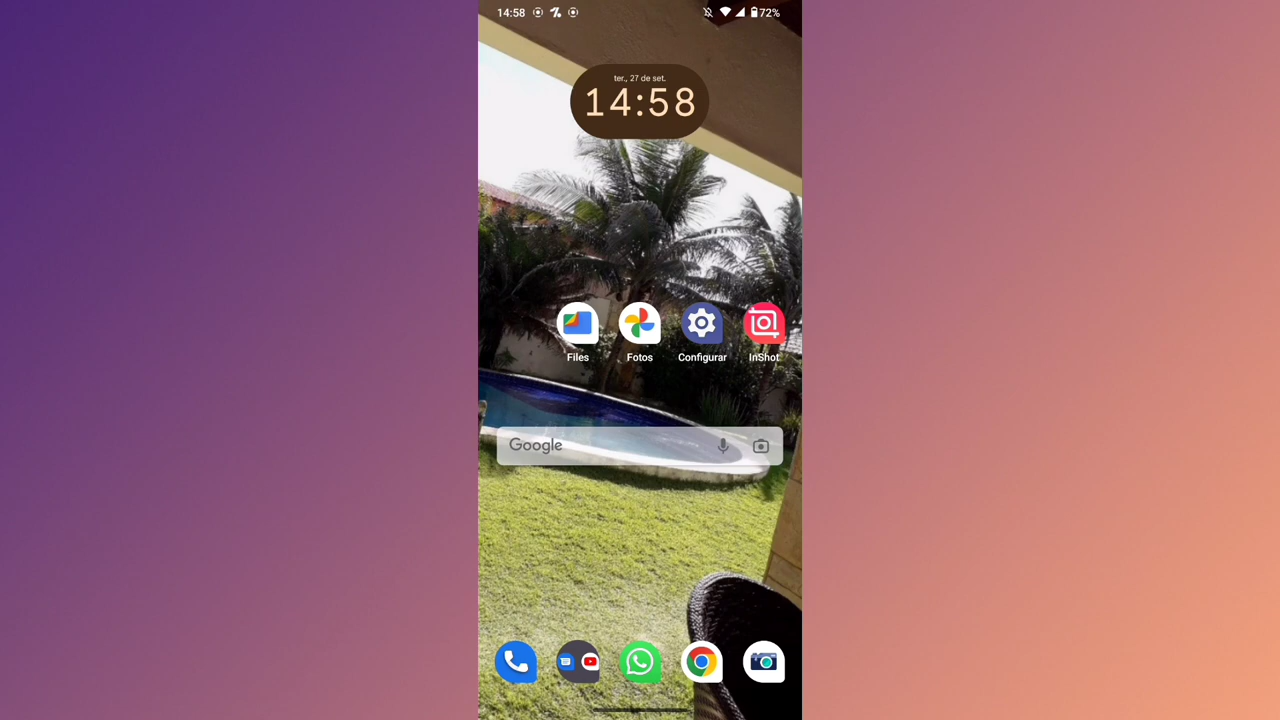 14:58
72%
ter., 27 de set.
14:58
Files
Fotos
Configurar
InShot
Google